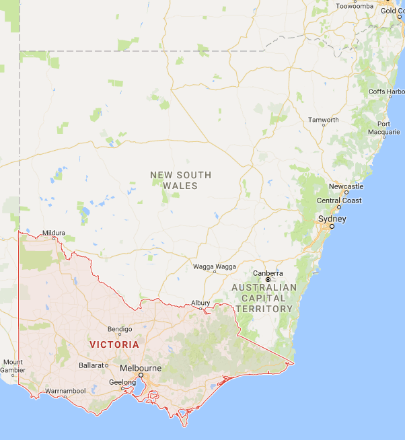 Toowoomba
Gold Co
Coffs Harbo
Tamworth
Port
Macquarie
NEW SOUTH
WALES
Newcastle
Central Coast
Sydney
Mildura
Wagga Wagga
Canberra
AUSTRALIAN
CAPITAL
TERRITORY
Albury
Bendigo
VICTORIA
Mount
Gambier
Ballarat
Melbourne
Geelong
Warrnambool